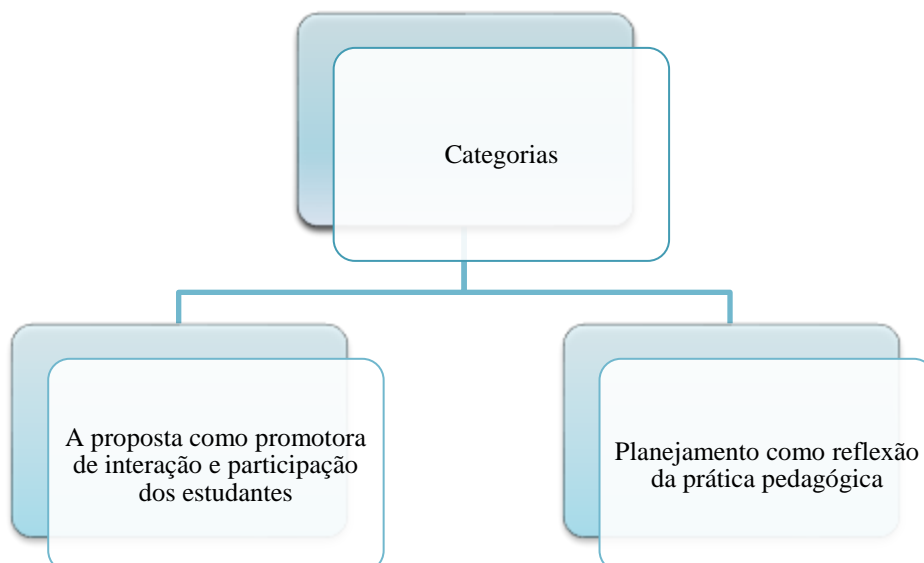 Categorias
A proposta como promotora
de interação e participação
dos estudantes
Planejamento como reflexão
da prática pedagógica